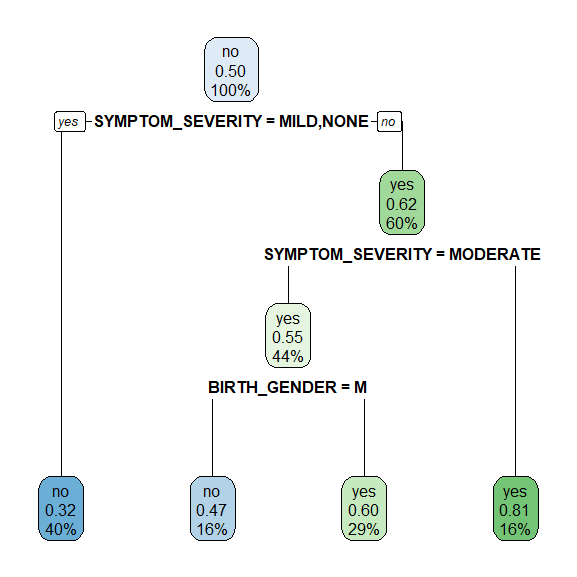 no
0.50
100%
yes SYMPTOM_SEVERITY = MILD,NONE no
yes
0.62
60%
SYMPTOM_SEVERITY = MODERATE
yes
0.55
44%
BIRTH_GENDER = M
no
0.32
40%
no
0.47
16%
yes
0.60
29%
yes
0.81
16%